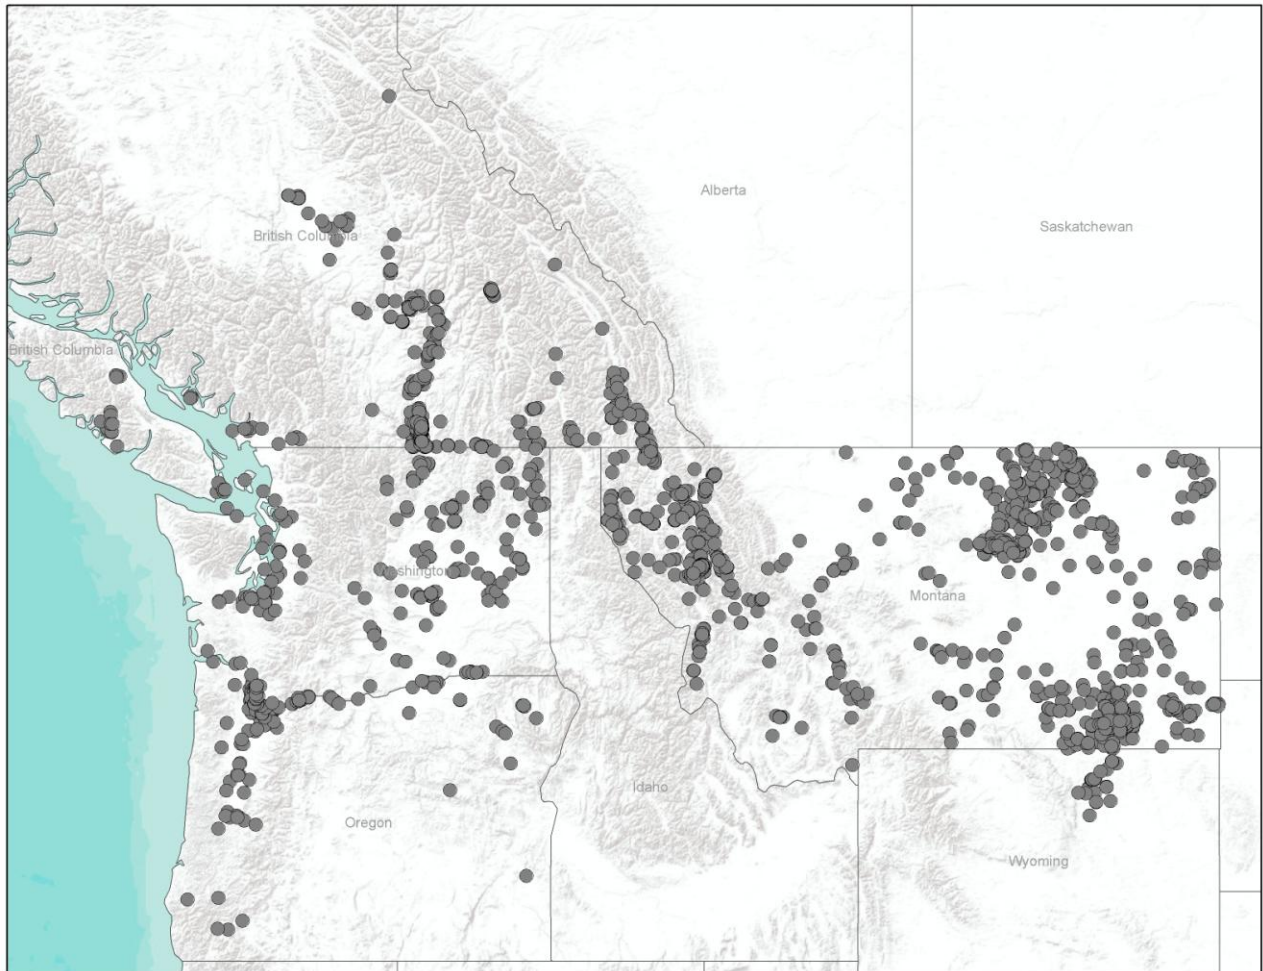 Alberta
Saskatchewan
British Columbia
British Columbia
Montana
Washington
Idaho
Oregon
Wyoming